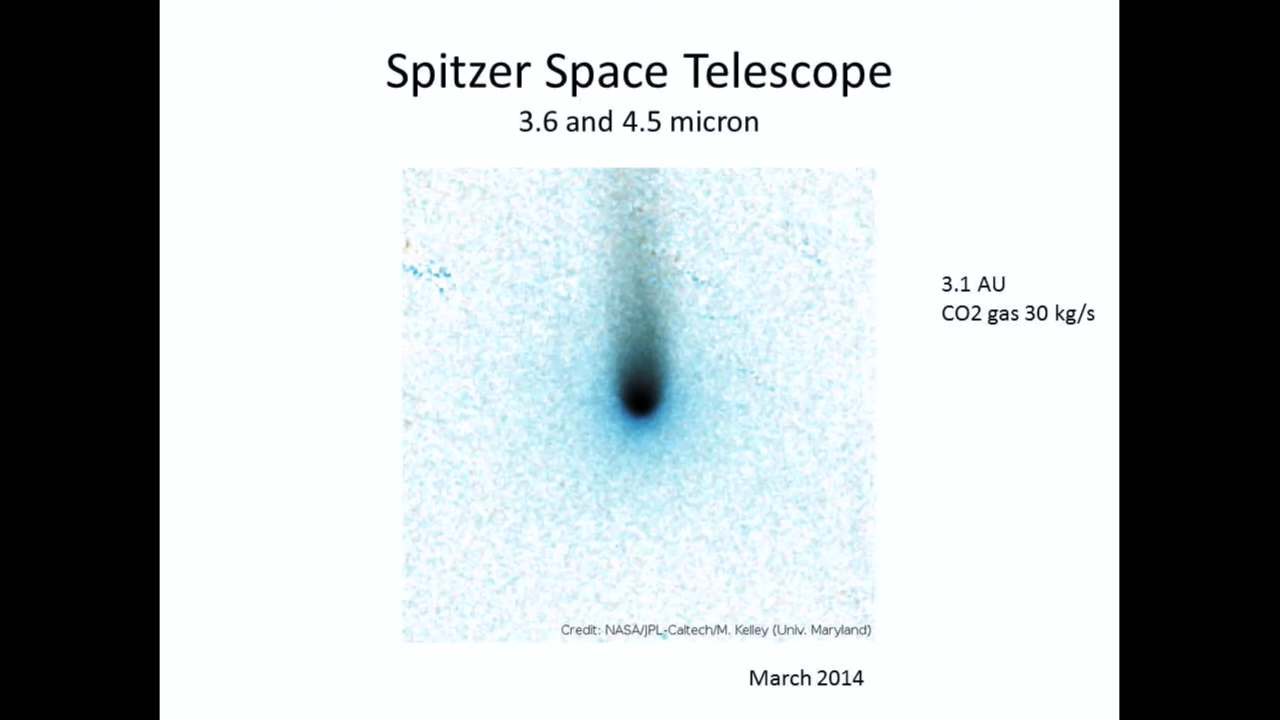 Spitzer Space Telescope
3.6 and 4.5 micron
3.1 AU
CO2 gas 30 kg/s
Credit: NASA/JPL-Caltech/M. Kelley (Univ. Maryland)
March 2014